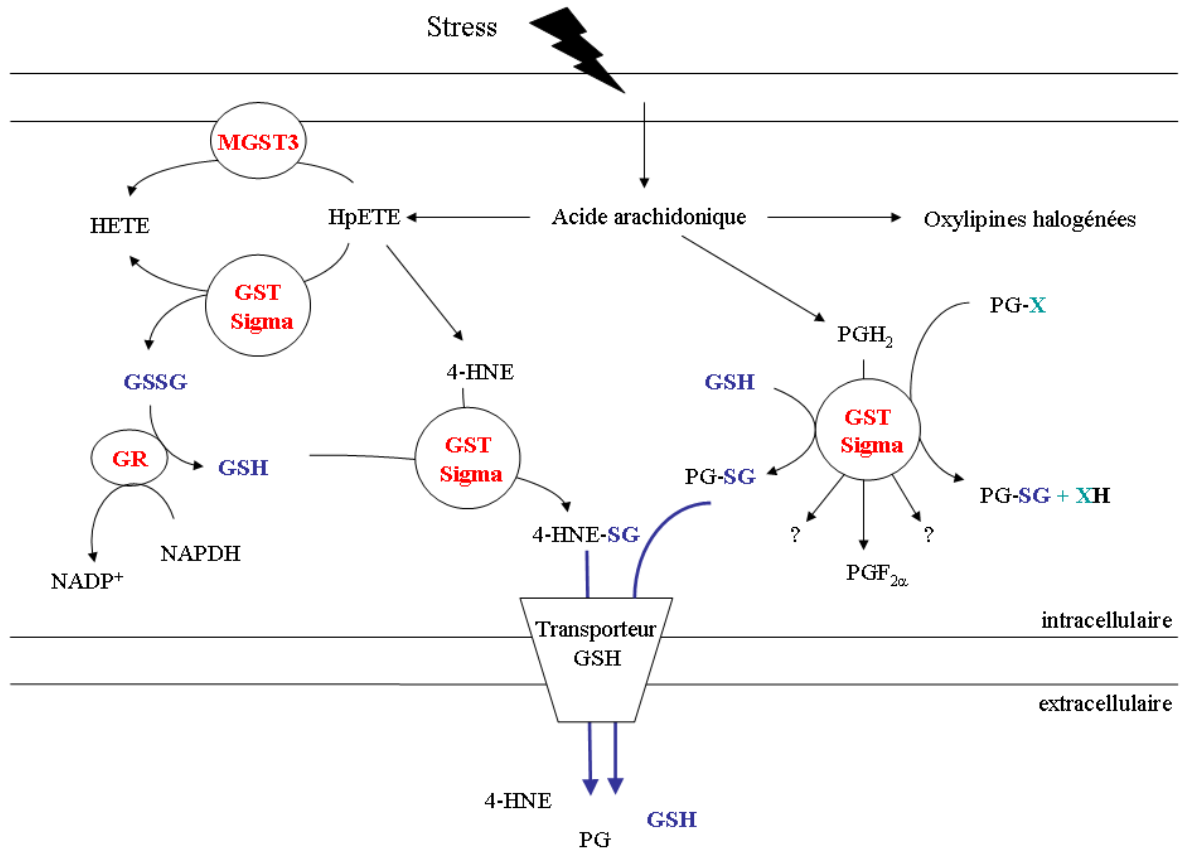 Stress
MGST3
HETE
HpETE
Acide arachidonique
Oxylipines halogénées
GST
Sigma
PG-X
PGH₂
GSSG
4-HNE
GSH
GST
Sigma
GR
GSH
GST
Sigma
PG-SG
PG-SG + XH
4-HNE-SG
?
?
NAPDH
NADP⁺
PGF₂α
Transporteur
GSH
intracellulaire
extracellulaire
4-HNE
PG
GSH